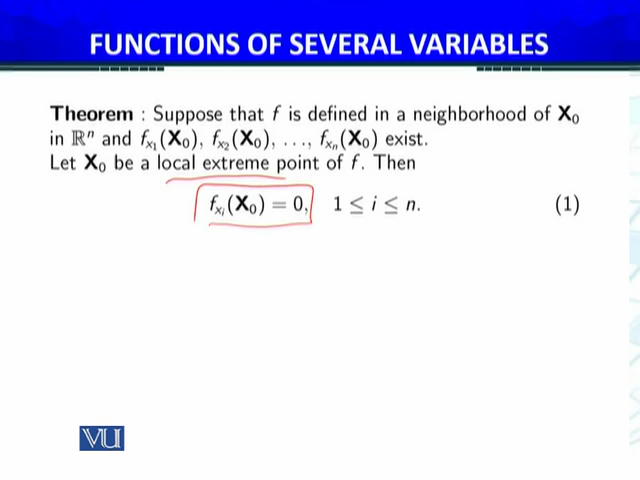 FUNCTIONS OF SEVERAL VARIABLES
Theorem : Suppose that f is defined in a neighborhood of X₀
in ℝⁿ and fₓ₁(X₀), fₓ₂(X₀), . . ., fₓₙ(X₀) exist.
Let X₀ be a local extreme point of f. Then
fₓᵢ(X₀) = 0, 1 ≤ i ≤ n. (1)
VU